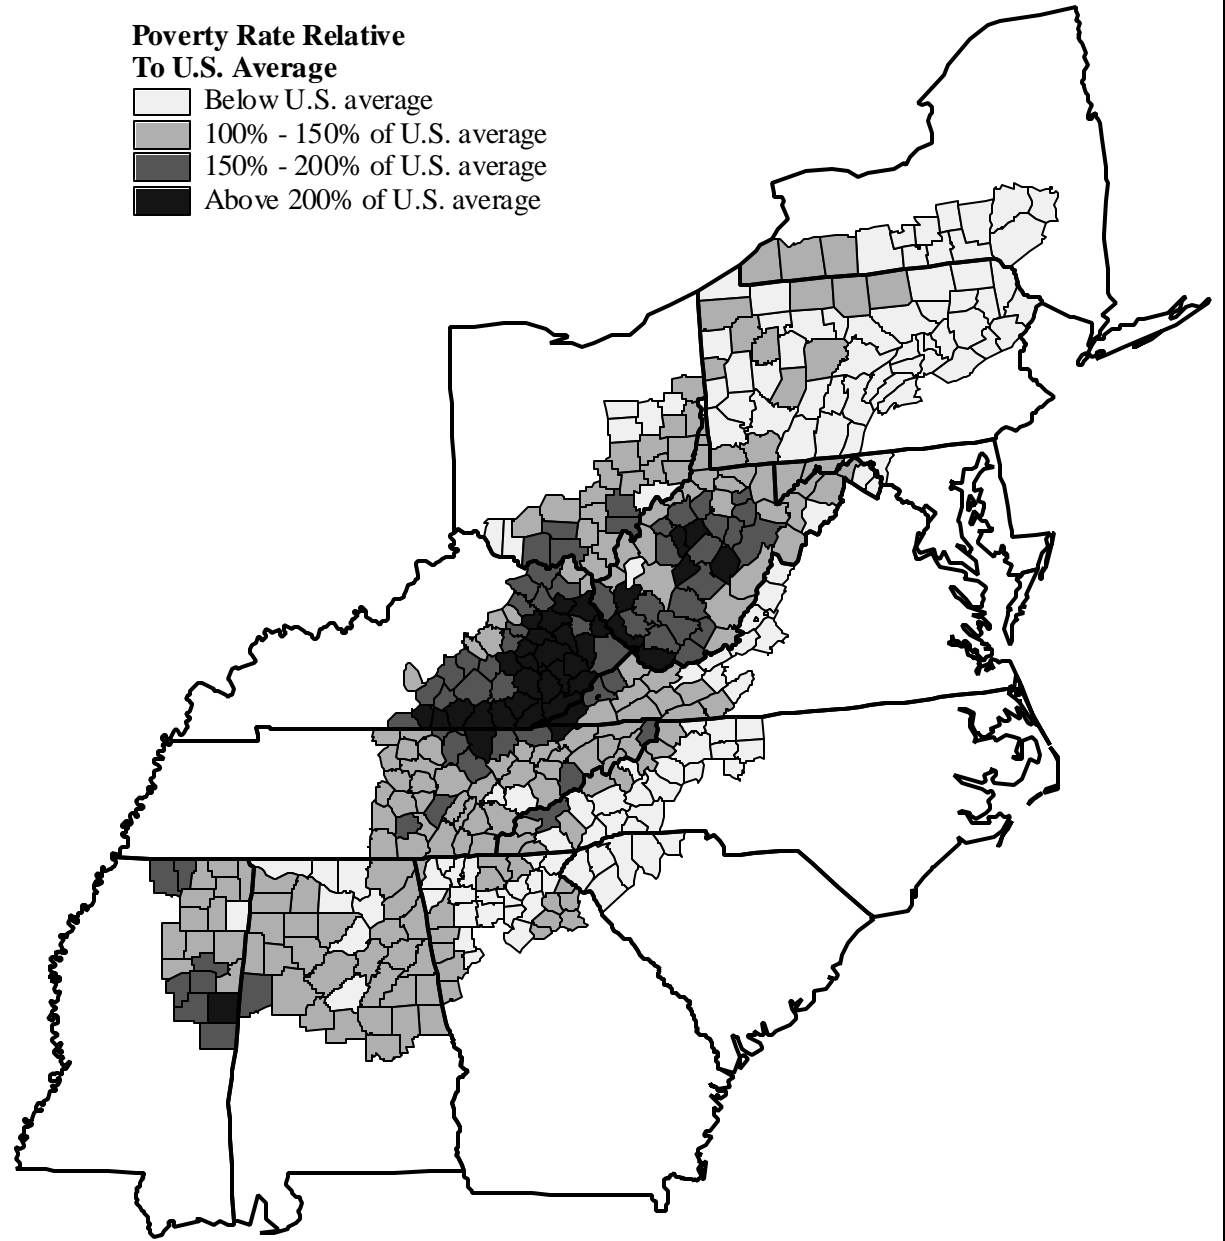 Poverty Rate Relative
To U.S. Average
Below U.S. average
100% - 150% of U.S. average
150% - 200% of U.S. average
Above 200% of U.S. average